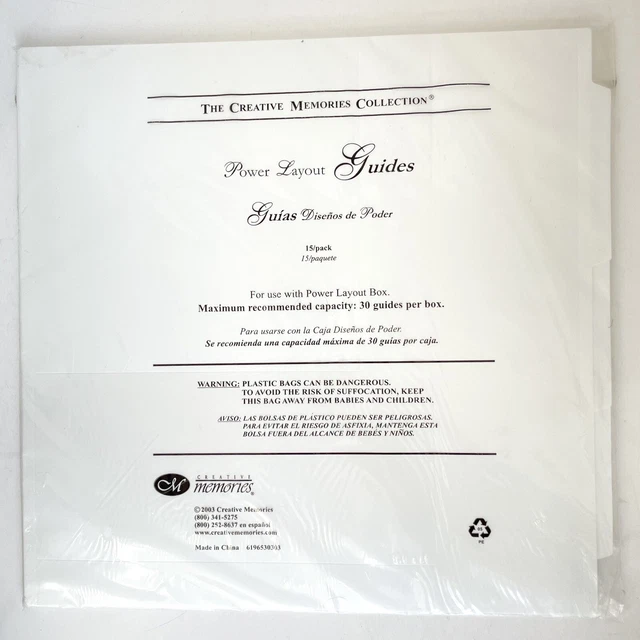 THE CREATIVE MEMORIES COLLECTION®
Power Layout Guides
Guías Diseños de Poder
15/pack
15/paquete
For use with Power Layout Box.
Maximum recommended capacity: 30 guides per box.
Para usarse con la Caja Diseños de Poder.
Se recomienda una capacidad máxima de 30 guías por caja.
WARNING: PLASTIC BAGS CAN BE DANGEROUS.
TO AVOID THE RISK OF SUFFOCATION, KEEP
THIS BAG AWAY FROM BABIES AND CHILDREN.
AVISO: LAS BOLSAS DE PLÁSTICO PUEDEN SER PELIGROSAS.
PARA EVITAR EL RIESGO DE ASFIXIA, MANTENGA ESTA
BOLSA FUERA DEL ALCANCE DE BEBÉS Y NIÑOS.
CM
CREATIVE
memories®
©2003 Creative Memories
(800) 341-5275
(800) 252-8637 en español
www.creativememories.com
Made in China 6196530303
PE